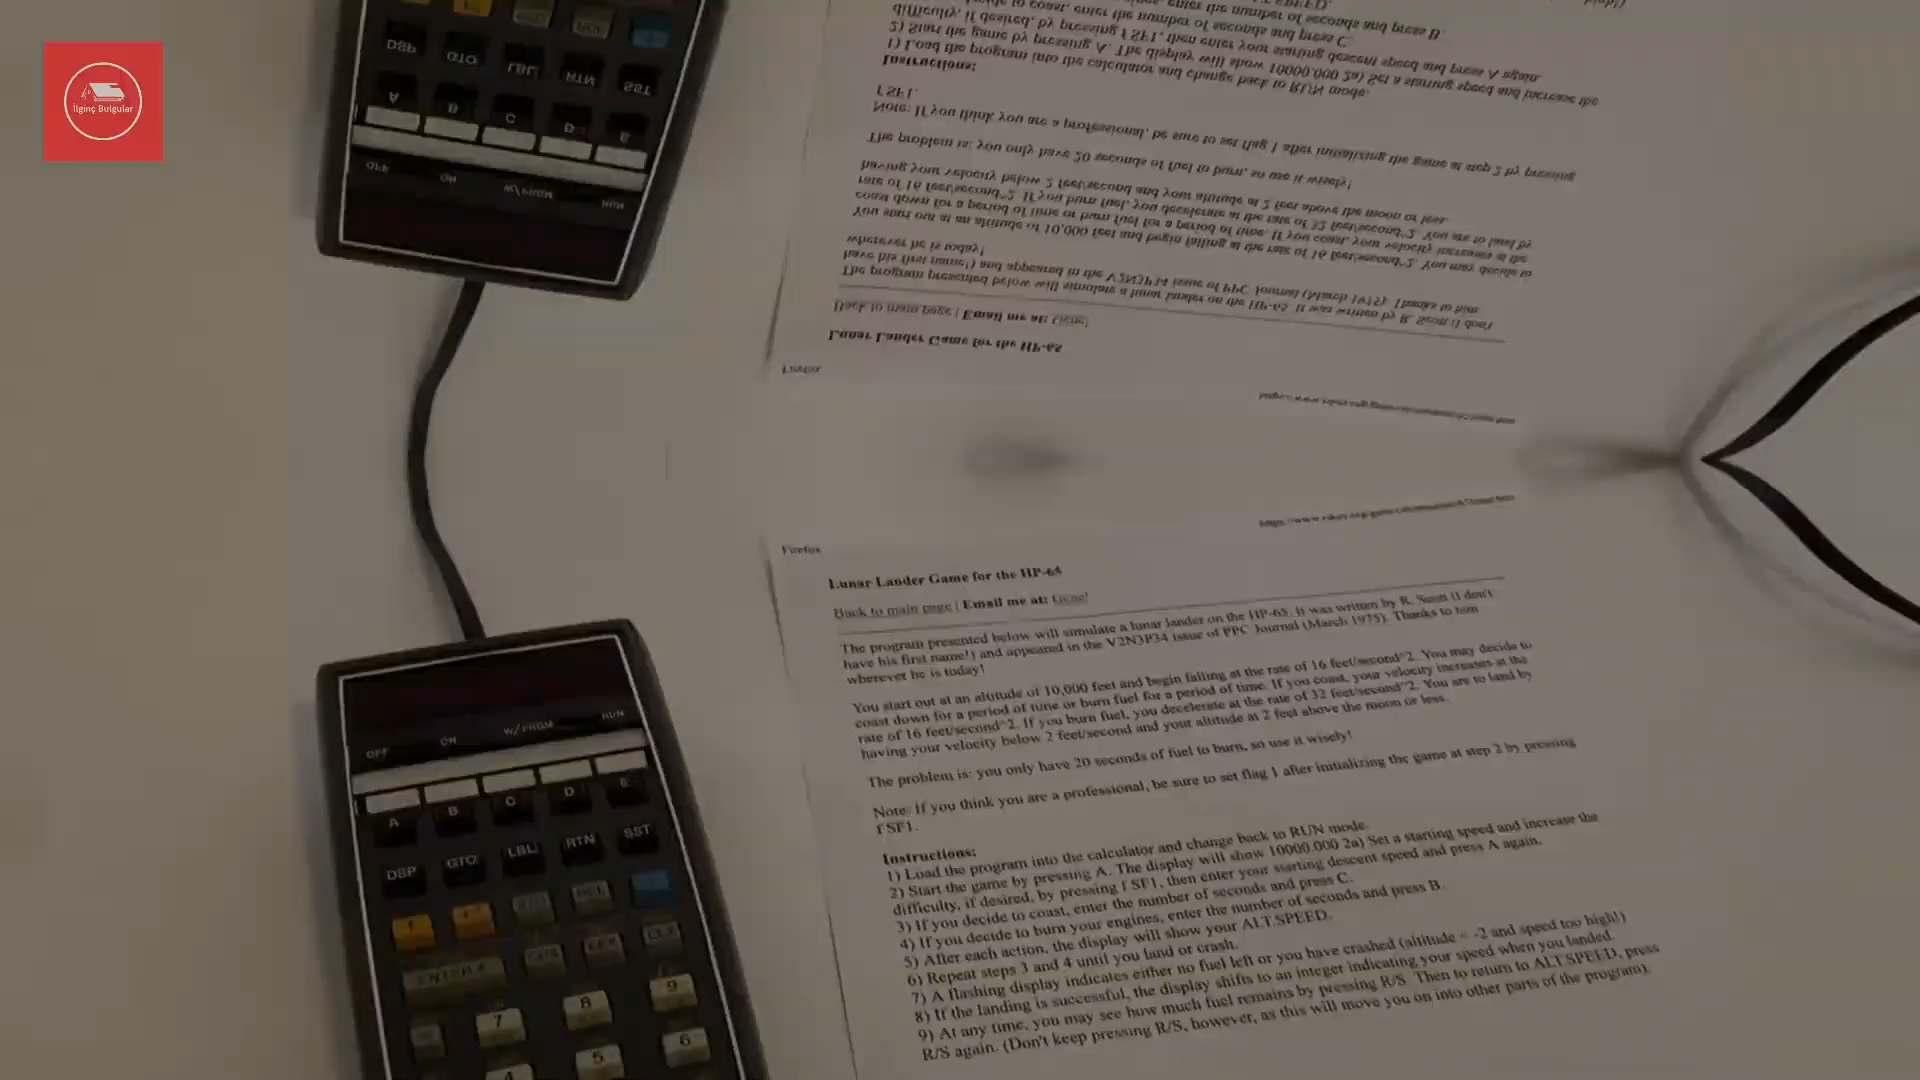 İlginç Bulgular
Firefox
Lunar Lander Game for the HP-65
Back to main page | Email me at: Gene!
The program presented below will simulate a lunar lander on the HP-65. It was written by R. Scott (I don't
have his first name!) and appeared in the V2N3P34 issue of PPC Journal (March 1975). Thanks to him
wherever he is today!
You start out at an altitude of 10,000 feet and begin falling at the rate of 16 feet/second^2. You may decide to
coast down for a period of time or burn fuel for a period of time. If you coast, your velocity increases at the
rate of 16 feet/second^2. If you burn fuel, you decelerate at the rate of 32 feet/second^2. You are to land by
having your velocity below 2 feet/second and your altitude at 2 feet above the moon or less.
The problem is: you only have 20 seconds of fuel to burn, so use it wisely!
Note: If you think you are a professional, be sure to set flag 1 after initializing the game at step 2 by pressing
f SF1.
Instructions:
1) Load the program into the calculator and change back to RUN mode.
2) Start the game by pressing A. The display will show 10000.000 2a) Set a starting speed and increase the
difficulty, if desired, by pressing f SF1, then enter your starting descent speed and press A again.
3) If you decide to coast, enter the number of seconds and press C.
4) If you decide to burn your engines, enter the number of seconds and press B.
5) After each action, the display will show your ALT.SPEED.
6) Repeat steps 3 and 4 until you land or crash.
7) A flashing display indicates either no fuel left or you have crashed (altitude < -2 and speed too high!)
8) If the landing is successful, the display shifts to an integer indicating your speed when you landed.
9) At any time, you may see how much fuel remains by pressing R/S. Then to return to ALT.SPEED, press
R/S again. (Don't keep pressing R/S, however, as this will move you on into other parts of the program).
OFF ON W/PRGM RUN
A B C D E
DSP GTO LBL RTN SST
ENTER
7 8 9
4 5 6